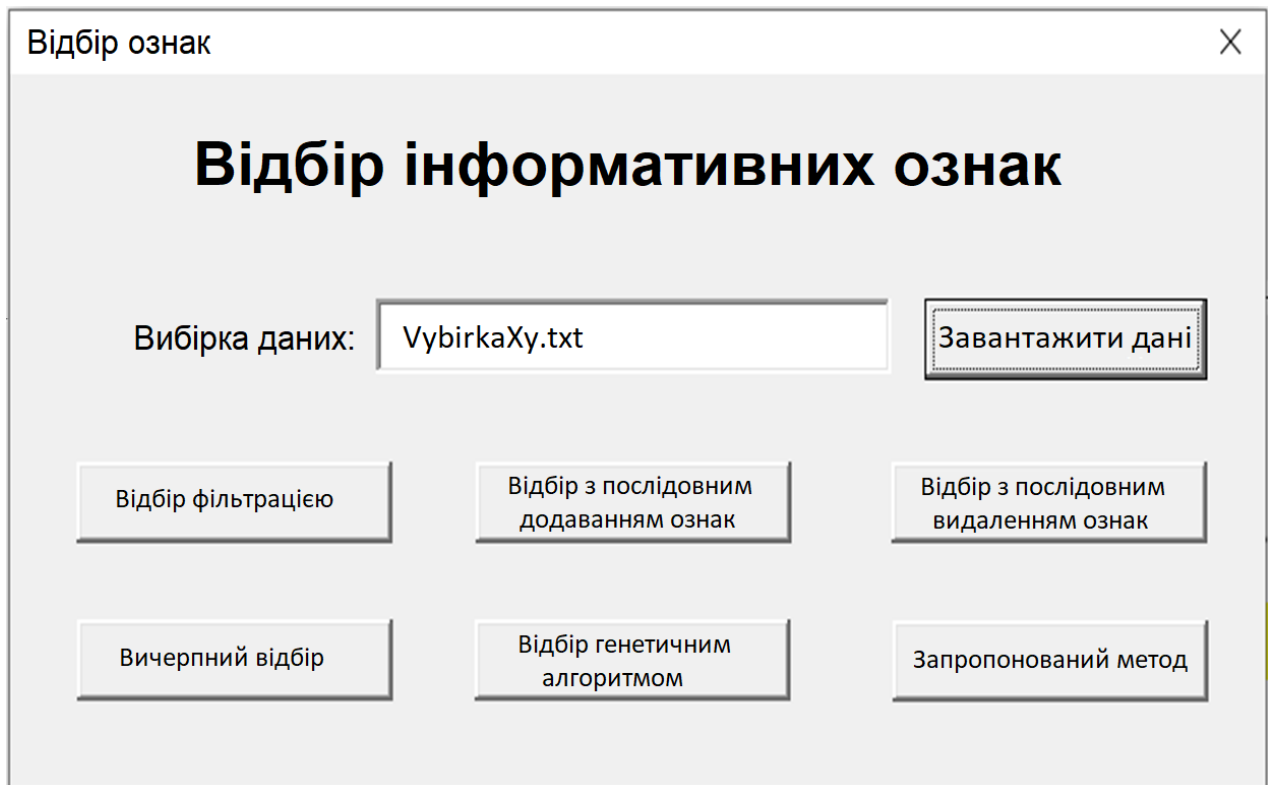 Відбір ознак
Відбір інформативних ознак
Вибірка даних: VybirkaXy.txt Завантажити дані
Відбір фільтрацією
Відбір з послідовним
додаванням ознак
Відбір з послідовним
видаленням ознак
Вичерпний відбір
Відбір генетичним
алгоритмом
Запропонований метод